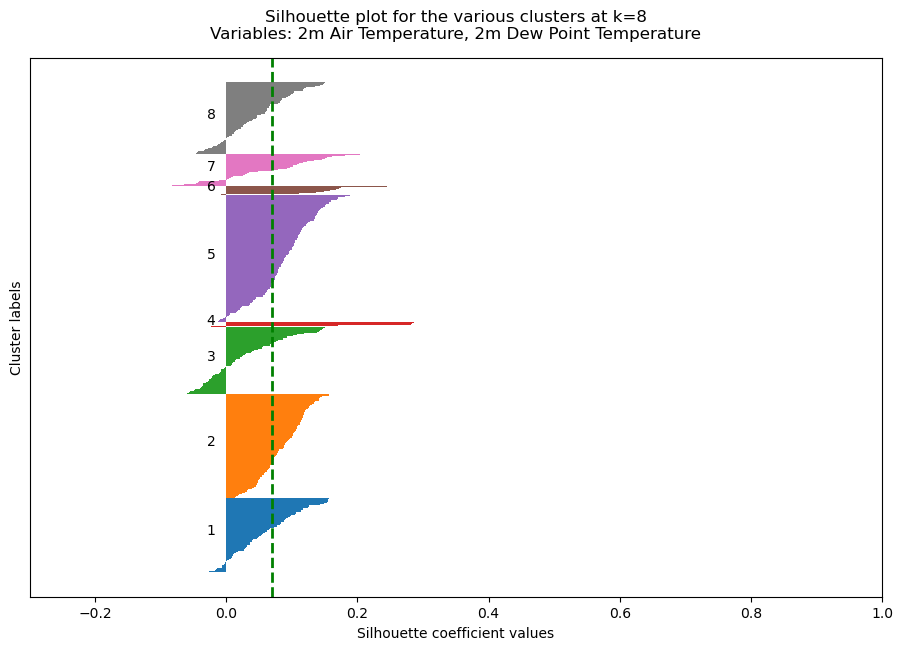 Silhouette plot for the various clusters at k=8
Variables: 2m Air Temperature, 2m Dew Point Temperature
8
7
6
5
4
3
2
1
Cluster labels
−0.2 0.0 0.2 0.4 0.6 0.8 1.0
Silhouette coefficient values